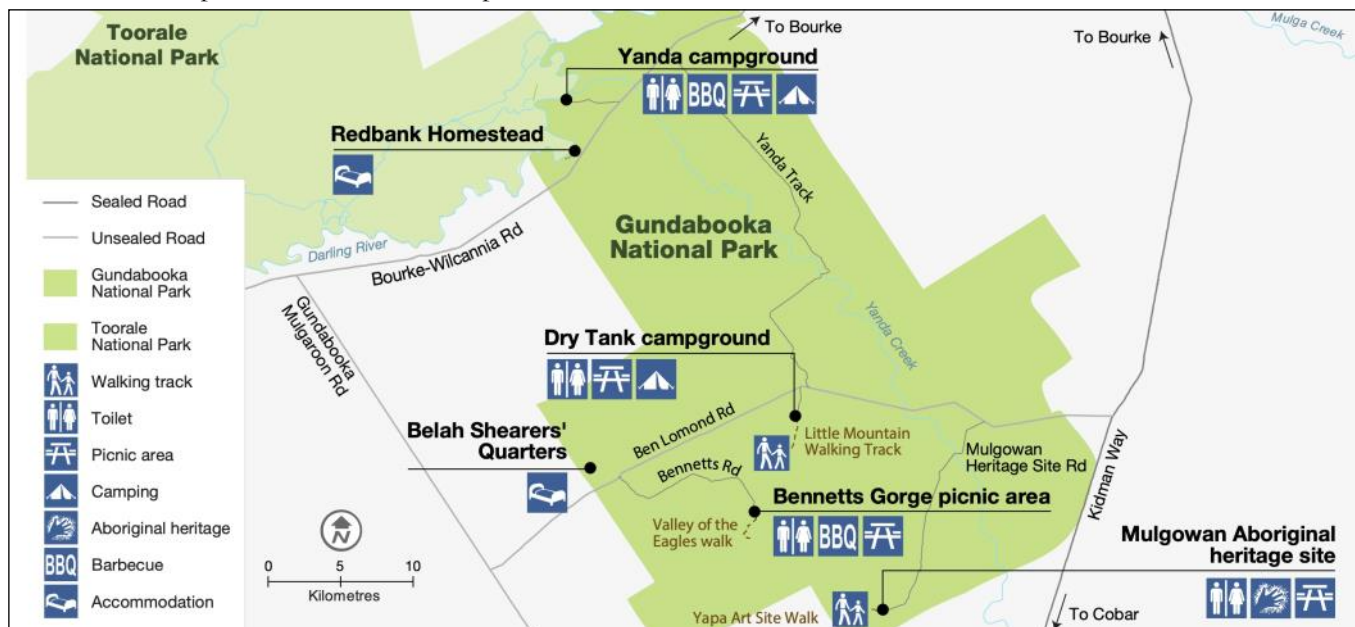 Toorale
National Park
To Bourke
Mulga Creek
To Bourke
Yanda campground
BBQ
Redbank Homestead
Yanda Track
Sealed Road
Unsealed Road
Gundabooka
National Park
Toorale
National Park
Walking track
Toilet
Picnic area
Camping
Aboriginal heritage
BBQ
Barbecue
Accommodation
Gundabooka
National Park
Darling River
Bourke-Wilcannia Rd
Gundabooka
Mulgaroon Rd
Yanda Creek
Dry Tank campground
Ben Lomond Rd
Little Mountain
Walking Track
Belah Shearers'
Quarters
Bennetts Rd
Mulgowan
Heritage Site Rd
Kidman Way
Bennetts Gorge picnic area
BBQ
Valley of the
Eagles walk
Mulgowan Aboriginal
heritage site
N
0 5 10
Kilometres
Yapa Art Site Walk
To Cobar